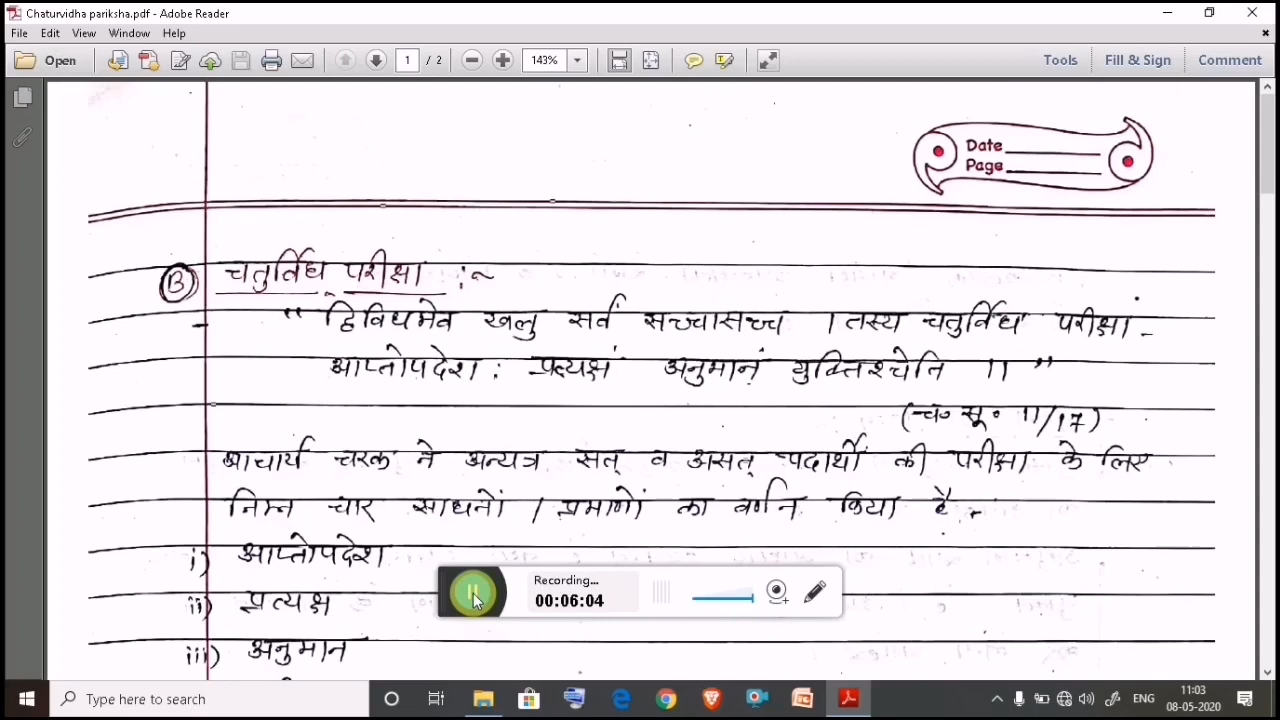 Chaturvidha pariksha.pdf - Adobe Reader
File Edit View Window Help
Open 1 / 2 143% Tools Fill & Sign Comment
Date
Page
B चतुर्विध परीक्षा :~
- " द्विविधमेव खलु सर्वं सच्चासच्च । तस्य चतुर्विध परीक्षां -
आप्तोपदेश : प्रत्यक्षं अनुमानं युक्तिश्चेति ।। "
(च॰ सू॰ 11/17)
आचार्य चरक ने अन्यत्र सत् व असत् पदार्थों की परीक्षा के लिए
निम्न चार साधनों / प्रमाणों का वर्णन किया है -
i) आप्तोपदेश
ii) प्रत्यक्ष
iii) अनुमान
Recording...
00:06:04
Type here to search
ENG
11:03
08-05-2020